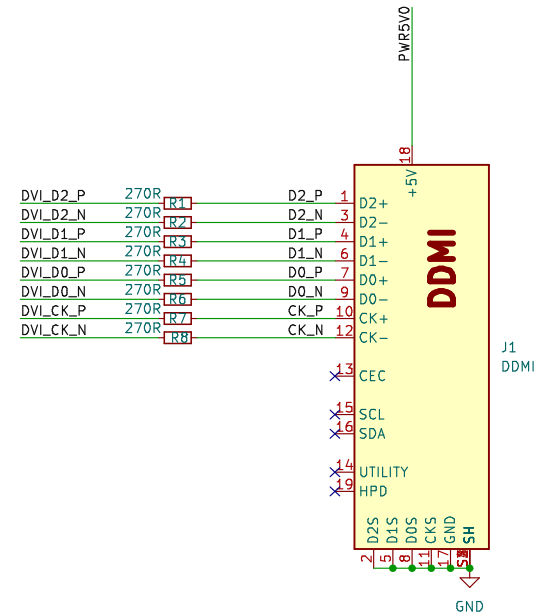 PWR5V0
18
+5V
DVI_D2_P 270R R1 D2_P 1 D2+
DVI_D2_N 270R R2 D2_N 3 D2-
DVI_D1_P 270R R3 D1_P 4 D1+
DVI_D1_N 270R R4 D1_N 6 D1-
DVI_D0_P 270R R5 D0_P 7 D0+
DVI_D0_N 270R R6 D0_N 9 D0-
DVI_CK_P 270R R7 CK_P 10 CK+
DVI_CK_N 270R R8 CK_N 12 CK-
DDMI
J1
DDMI
13 CEC
15 SCL
16 SDA
14 UTILITY
19 HPD
D2S D1S D0S CKS GND SH
2 5 8 11 17
GND